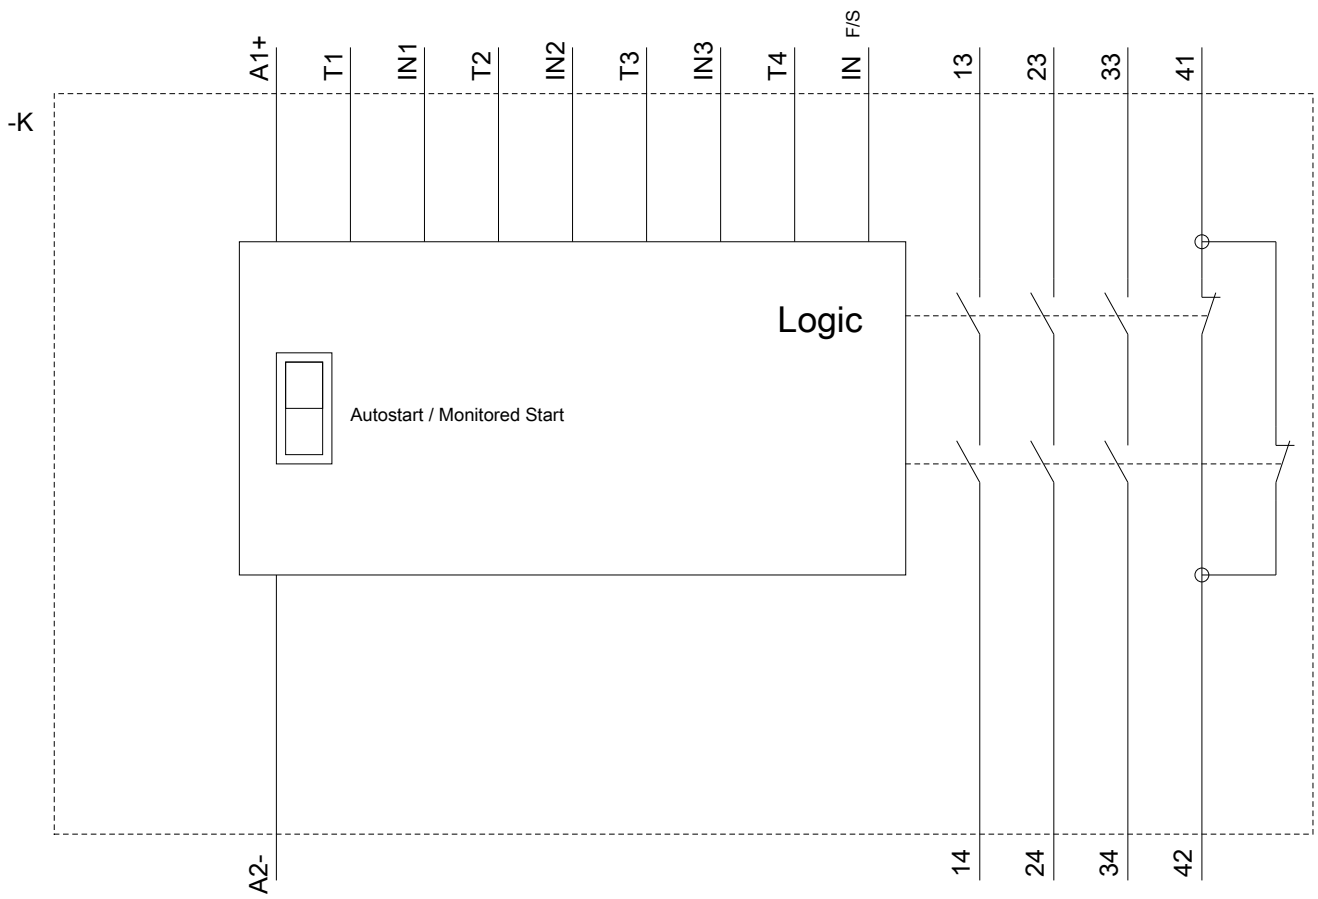 A1+
T1
IN1
T2
IN2
T3
IN3
T4
IN F/S
13
23
33
41
-K
Logic
Autostart / Monitored Start
A2-
14
24
34
42